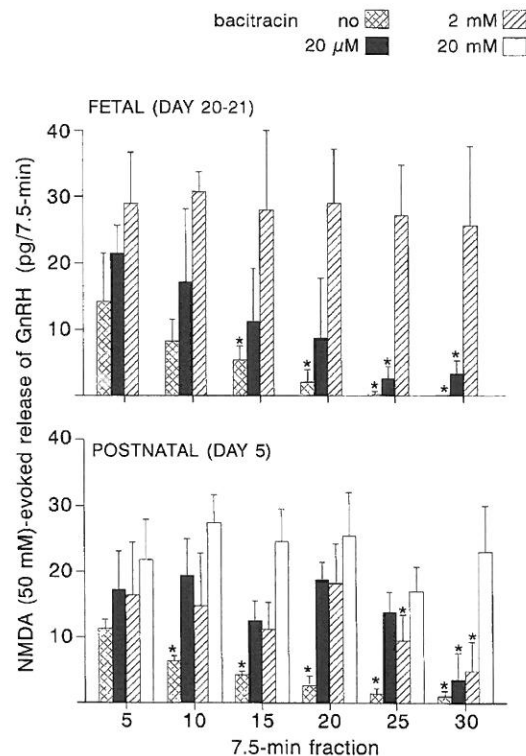 bacitracin no 2 mM
20 µM 20 mM
FETAL (DAY 20-21)
40
30
20
10
* * * * * *
NMDA (50 mM)-evoked release of GnRH (pg/7.5-min)
POSTNATAL (DAY 5)
40
30
20
10
* * * * * * * *
5 10 15 20 25 30
7.5-min fraction